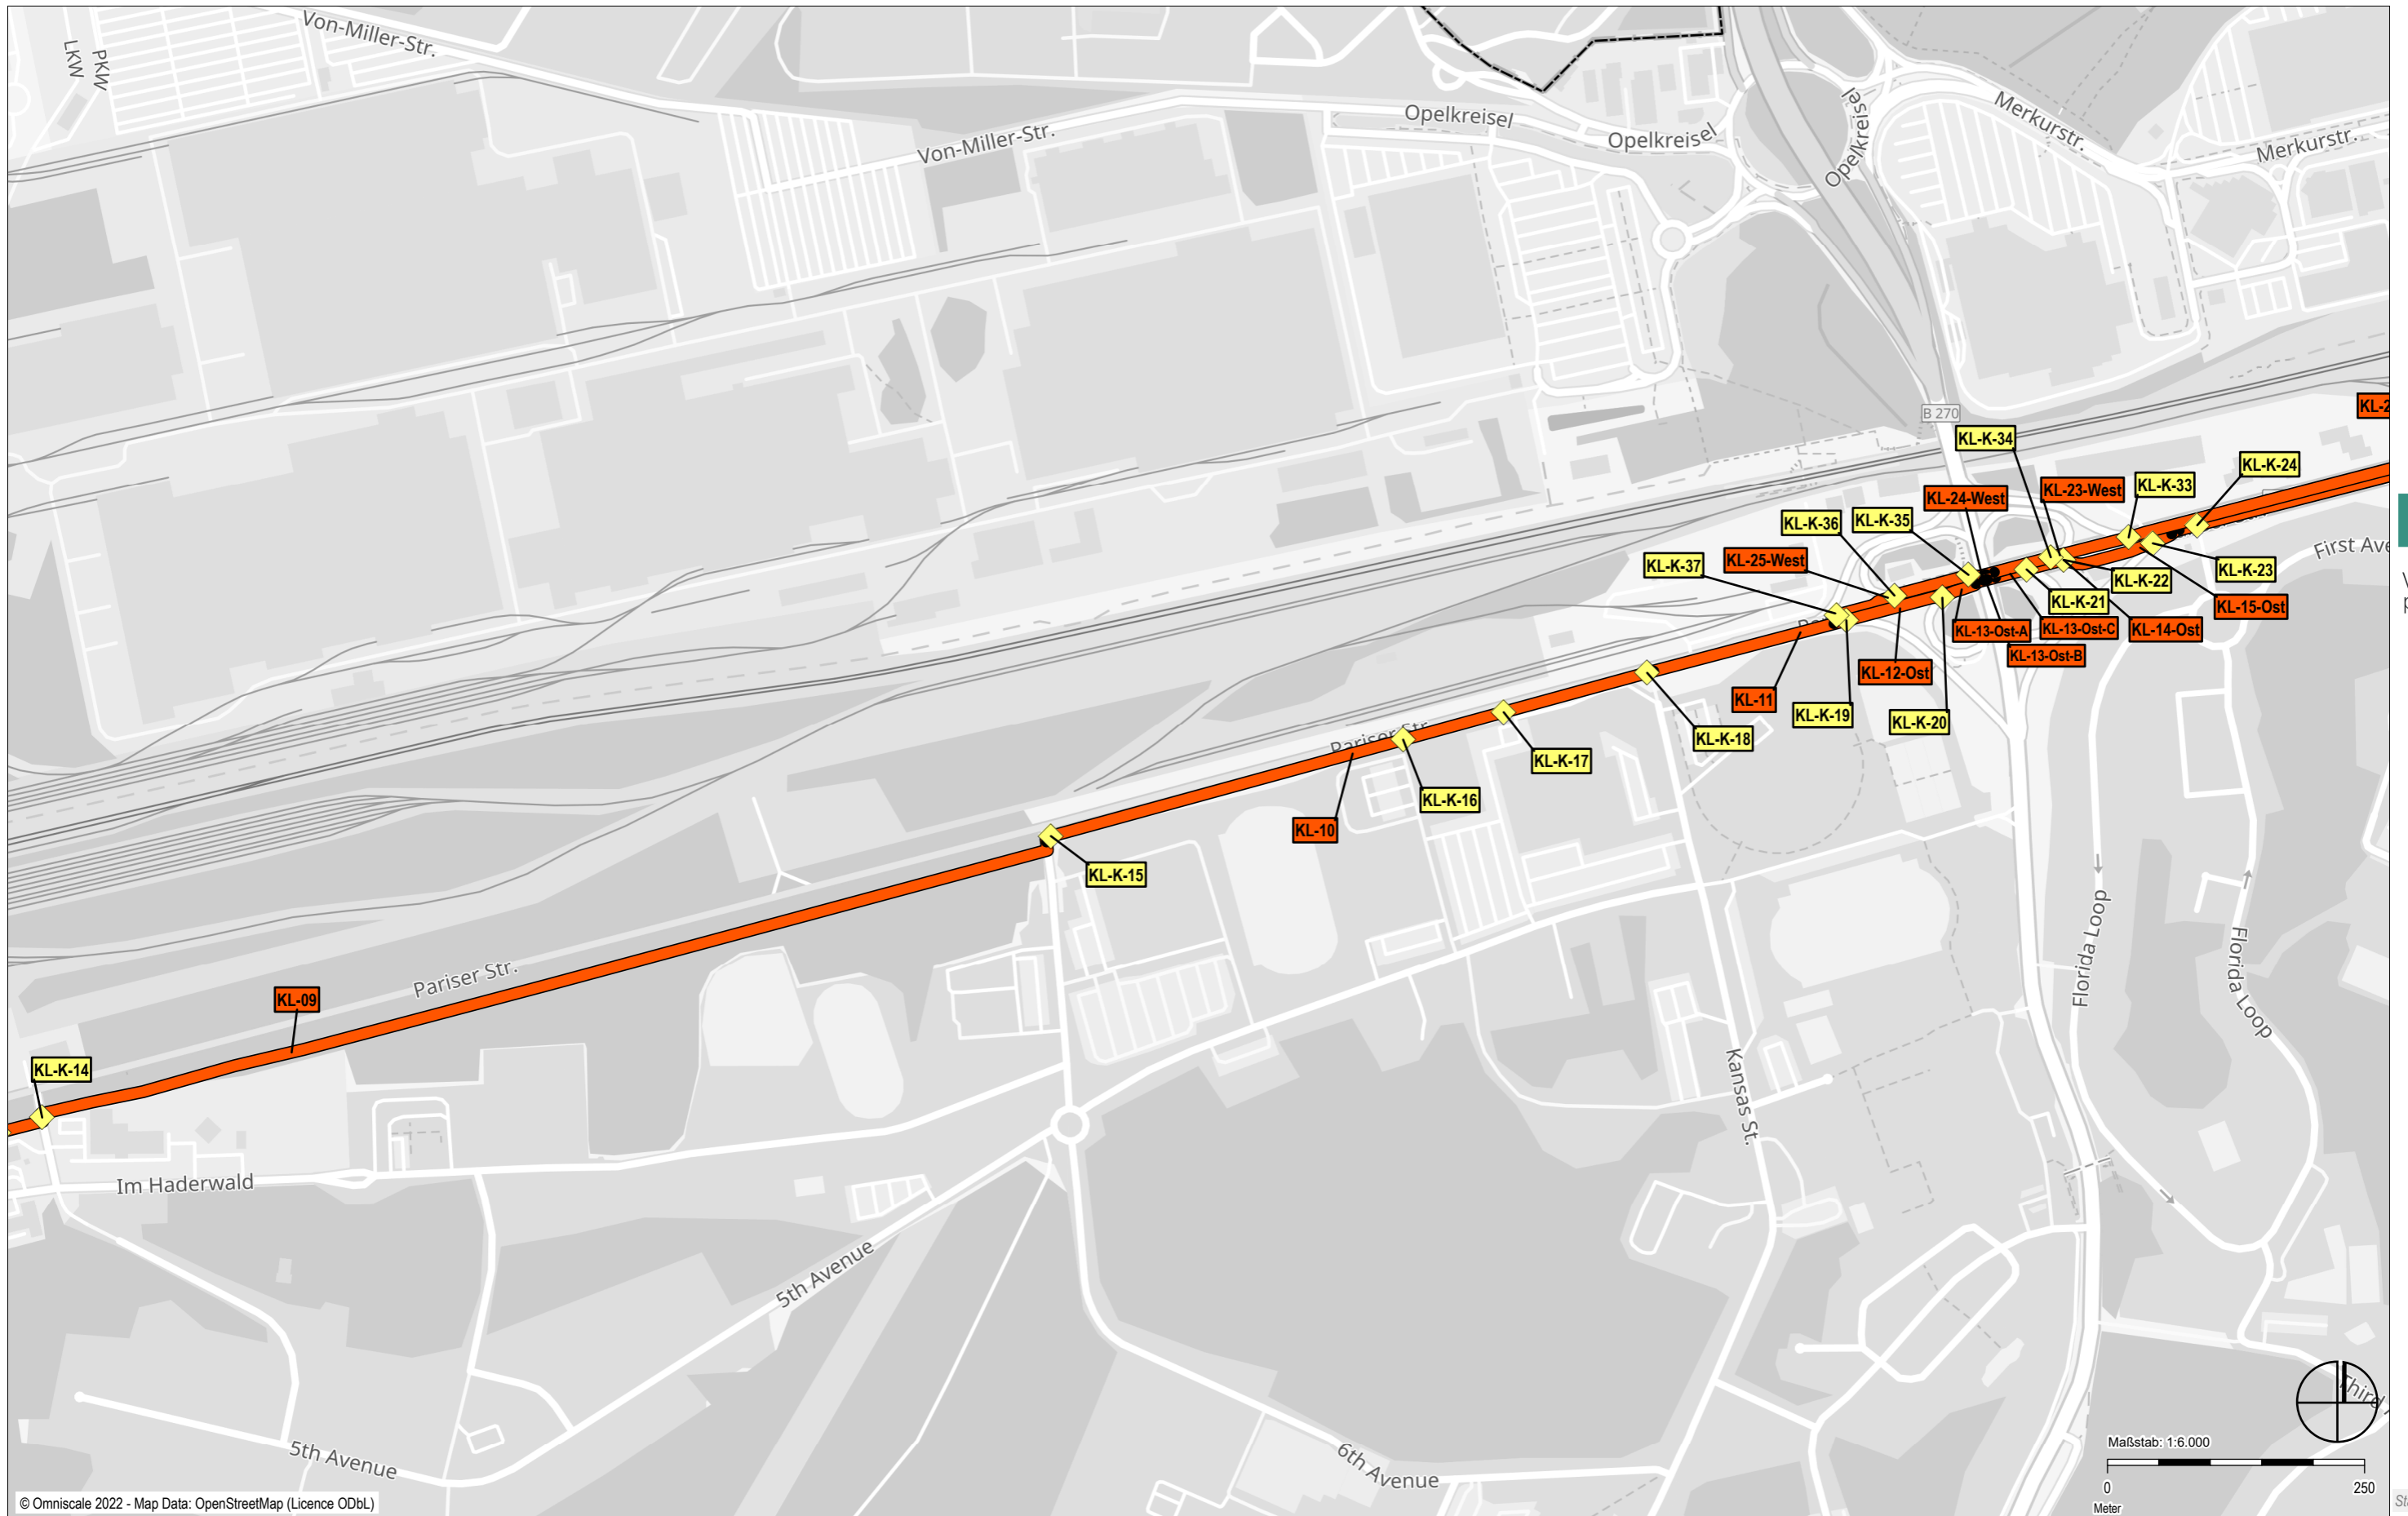 Von-Miller-Str.
LKW
PKW
Von-Miller-Str.
Opelkreisel
Opelkreisel
Opelkreisel
Merkurstr.
Merkurstr.
B 270
KL-K-34
KL-K-24
KL-24-West
KL-23-West
KL-K-33
KL-K-36
KL-K-35
KL-25-West
KL-K-37
First Ave
KL-K-22
KL-K-23
KL-K-21
KL-15-Ost
KL-13-Ost-A
KL-13-Ost-C
KL-14-Ost
KL-13-Ost-B
KL-12-Ost
KL-11
KL-K-19
KL-K-20
KL-K-18
Pariser Str.
KL-K-17
KL-K-16
KL-10
KL-K-15
Pariser Str.
KL-09
KL-K-14
Florida Loop
Florida Loop
Kansas St.
Im Haderwald
5th Avenue
5th Avenue
6th Avenue
Third
Maßstab: 1:6.000
0
250
Meter
© Omniscale 2022 - Map Data: OpenStreetMap (Licence ODbL)